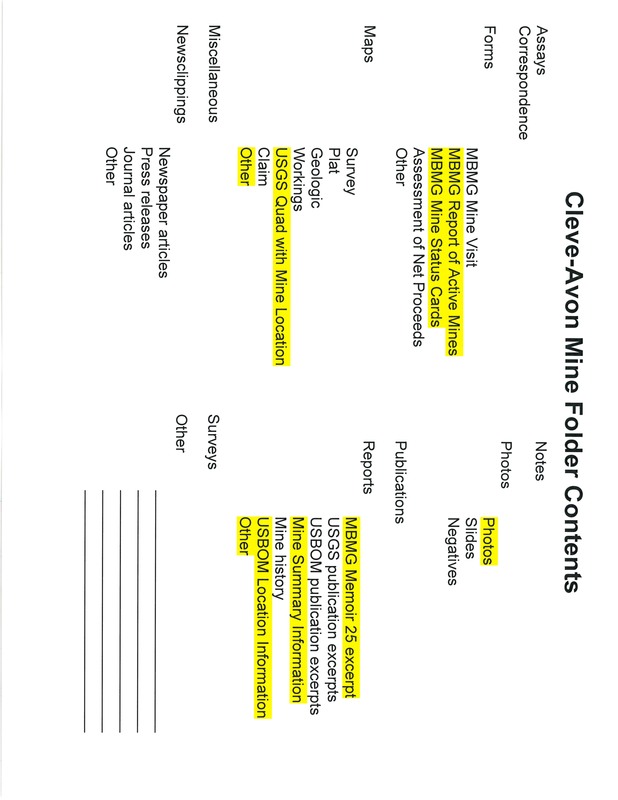 Cleve-Avon Mine Folder Contents
Assays
Correspondence
Forms
MBMG Mine Visit
MBMG Report of Active Mines
MBMG Mine Status Cards
Assessment of Net Proceeds
Other
Maps
Survey
Plat
Geologic
Workings
USGS Quad with Mine Location
Claim
Other
Miscellaneous
Newsclippings
Newspaper articles
Press releases
Journal articles
Other
Notes
Photos
Photos
Slides
Negatives
Publications
Reports
MBMG Memoir 25 excerpt
USGS publication excerpts
USBOM publication excerpts
Mine Summary Information
Mine history
USBOM Location Information
Other
Surveys
Other